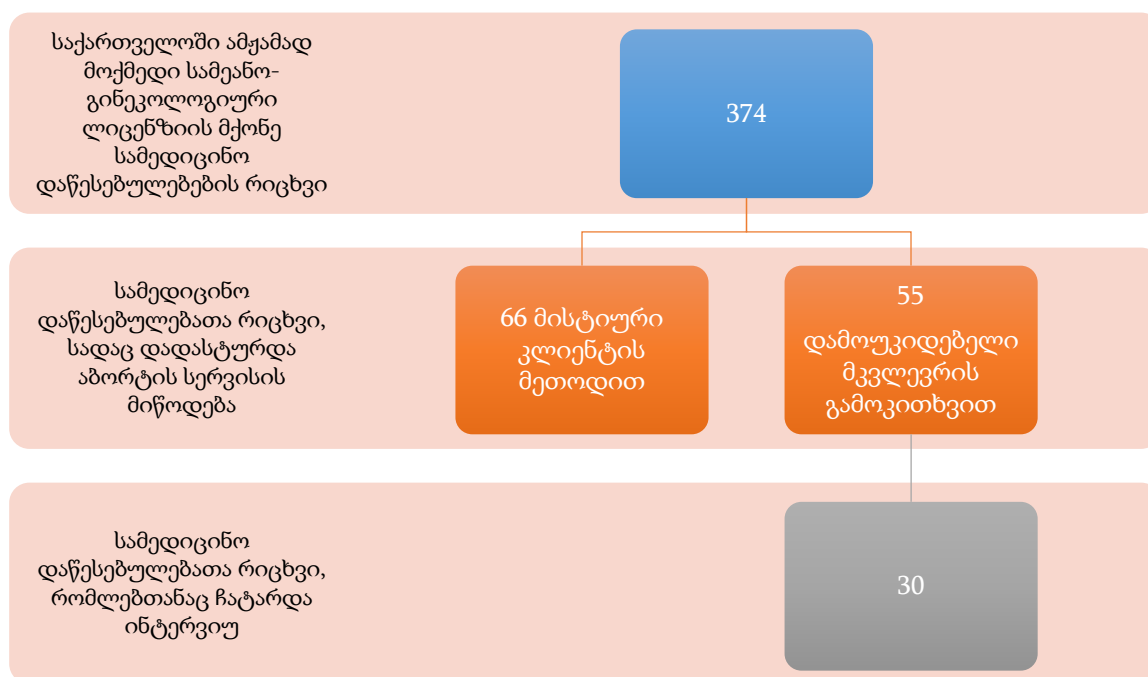 საქართველოში ამჟამად
მოქმედი სამეანო-
გინეკოლოგიური
ლიცენზიის მქონე
სამედიცინო
დაწესებულებების რიცხვი
374
სამედიცინო
დაწესებულებათა რიცხვი,
სადაც დადასტურდა
აბორტის სერვისის
მიწოდება
66 მისტიური
კლიენტის
მეთოდით
55
დამოუკიდებელი
მკვლევრის
გამოკითხვით
სამედიცინო
დაწესებულებათა რიცხვი,
რომლებთანაც ჩატარდა
ინტერვიუ
30